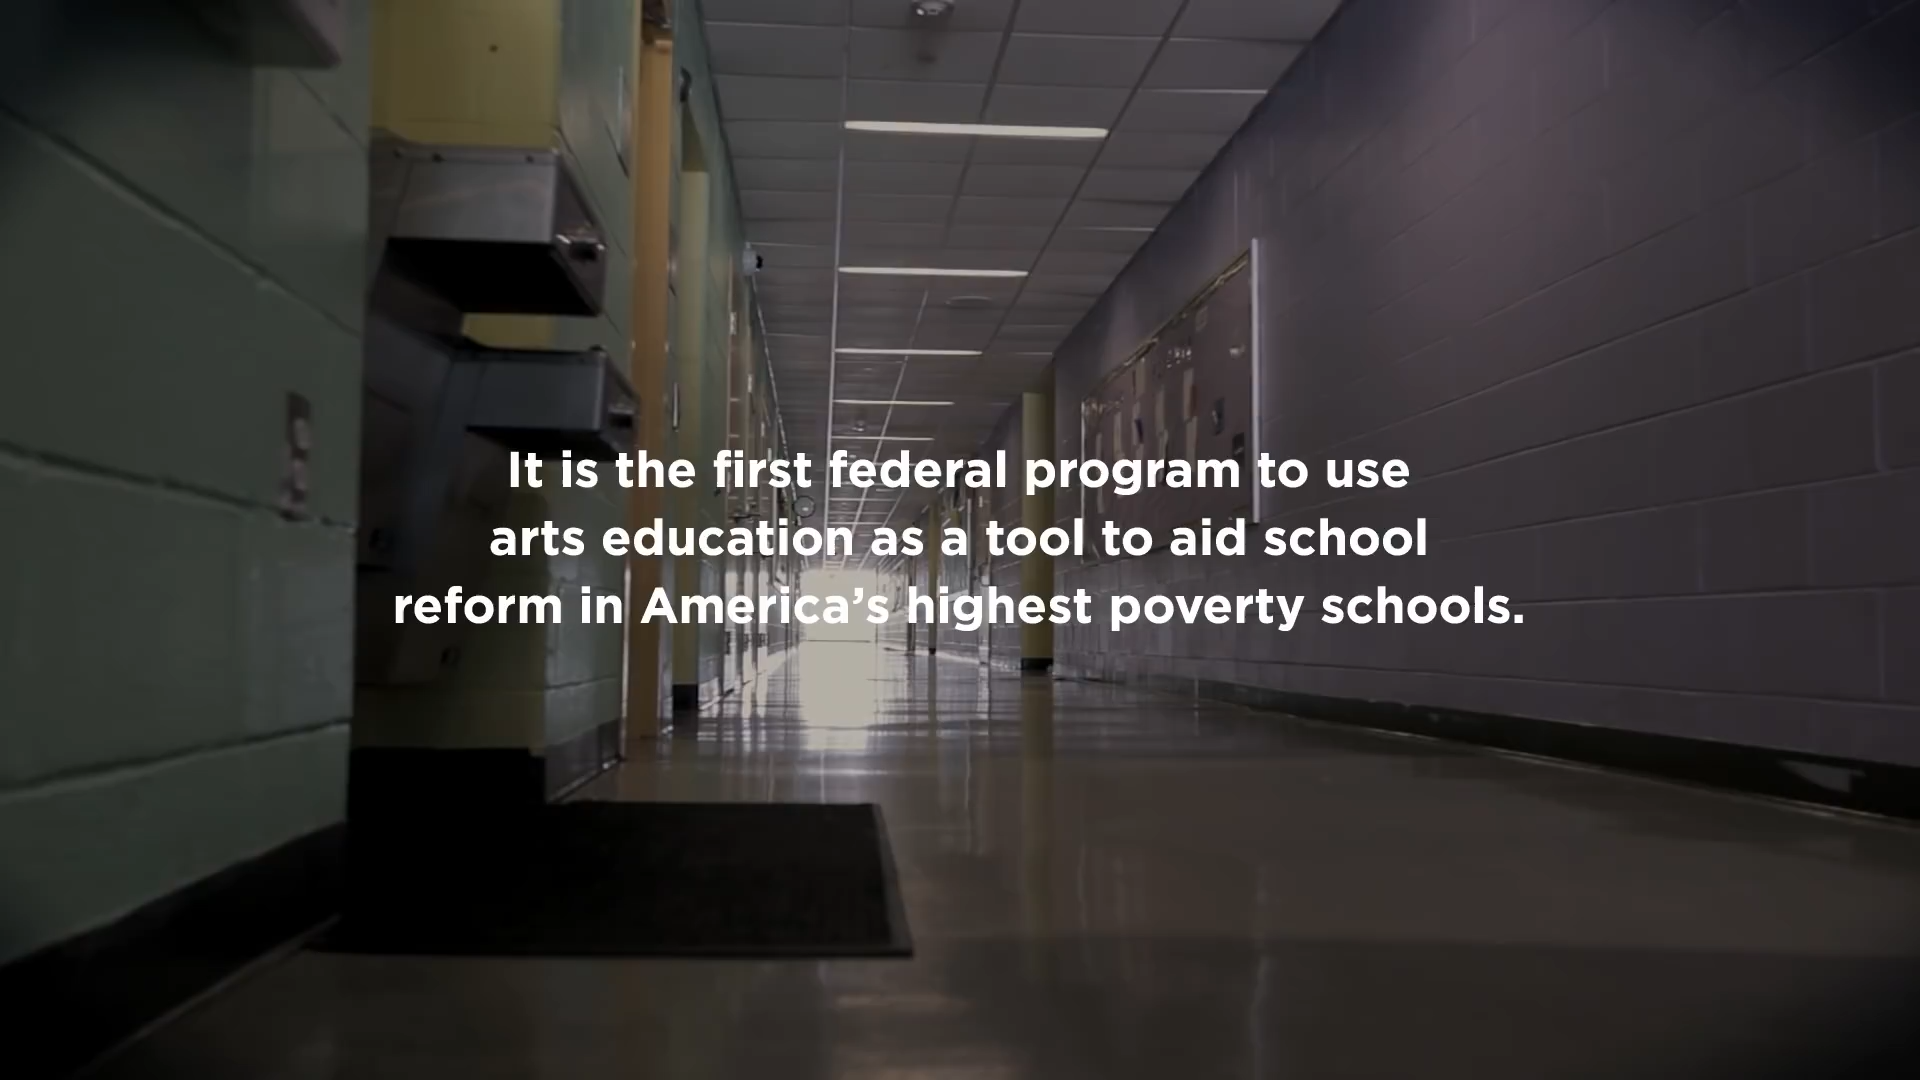 It is the first federal program to use
arts education as a tool to aid school
reform in America’s highest poverty schools.